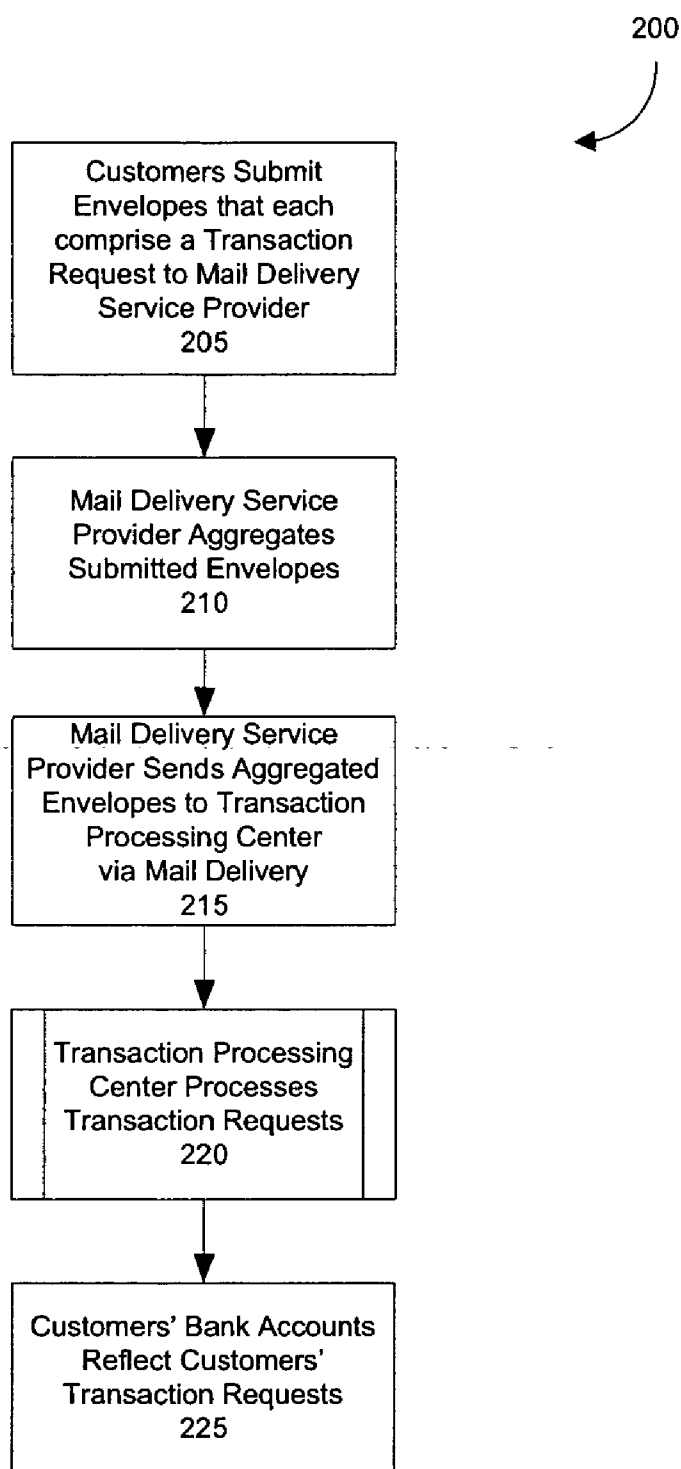 200
Customers Submit
Envelopes that each
comprise a Transaction
Request to Mail Delivery
Service Provider
205
Mail Delivery Service
Provider Aggregates
Submitted Envelopes
210
Mail Delivery Service
Provider Sends Aggregated
Envelopes to Transaction
Processing Center
via Mail Delivery
215
Transaction Processing
Center Processes
Transaction Requests
220
Customers' Bank Accounts
Reflect Customers'
Transaction Requests
225